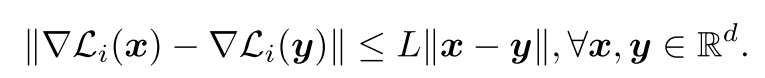 ‖∇ℒᵢ(𝒙) − ∇ℒᵢ(𝒚)‖ ≤ L‖𝒙 − 𝒚‖, ∀𝒙, 𝒚 ∈ ℝᵈ.